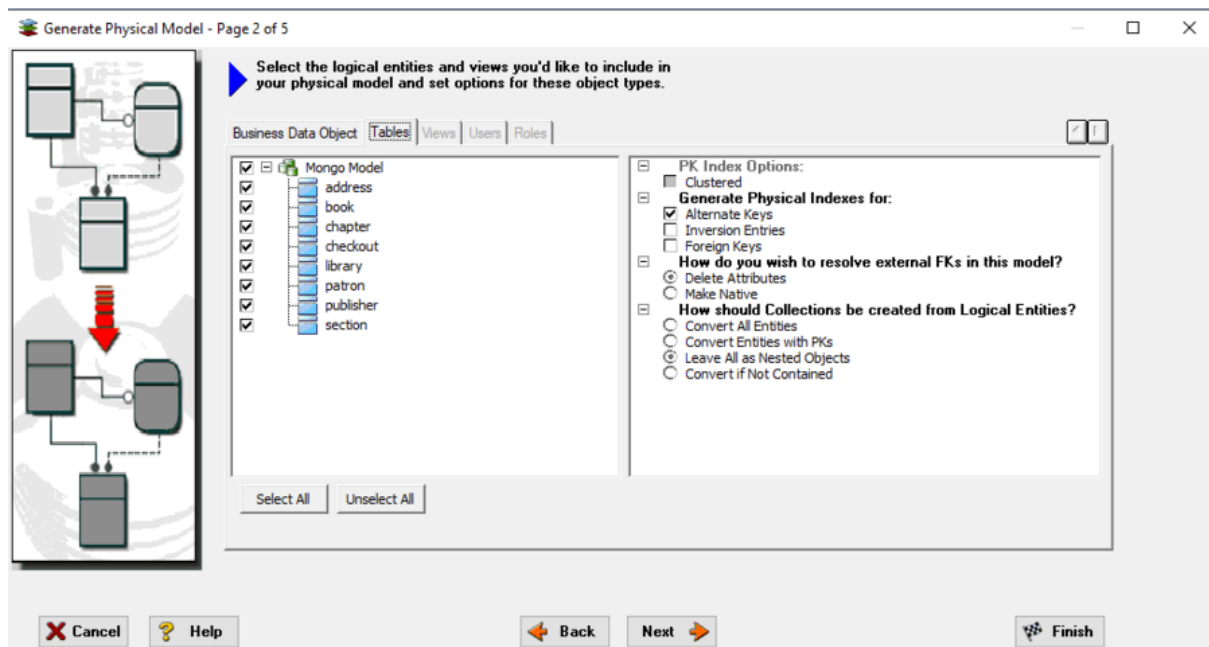 Generate Physical Model - Page 2 of 5
Select the logical entities and views you'd like to include in
your physical model and set options for these object types.
Business Data Object Tables Views Users Roles
Mongo Model
address
book
chapter
checkout
library
patron
publisher
section
PK Index Options:
Clustered
Generate Physical Indexes for:
Alternate Keys
Inversion Entries
Foreign Keys
How do you wish to resolve external FKs in this model?
Delete Attributes
Make Native
How should Collections be created from Logical Entities?
Convert All Entities
Convert Entities with PKs
Leave All as Nested Objects
Convert if Not Contained
Select All Unselect All
Cancel Help Back Next Finish